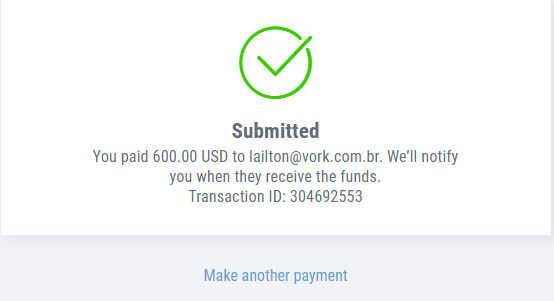 Submitted
You paid 600.00 USD to lailton@vork.com.br. We'll notify
you when they receive the funds.
Transaction ID: 304692553
Make another payment